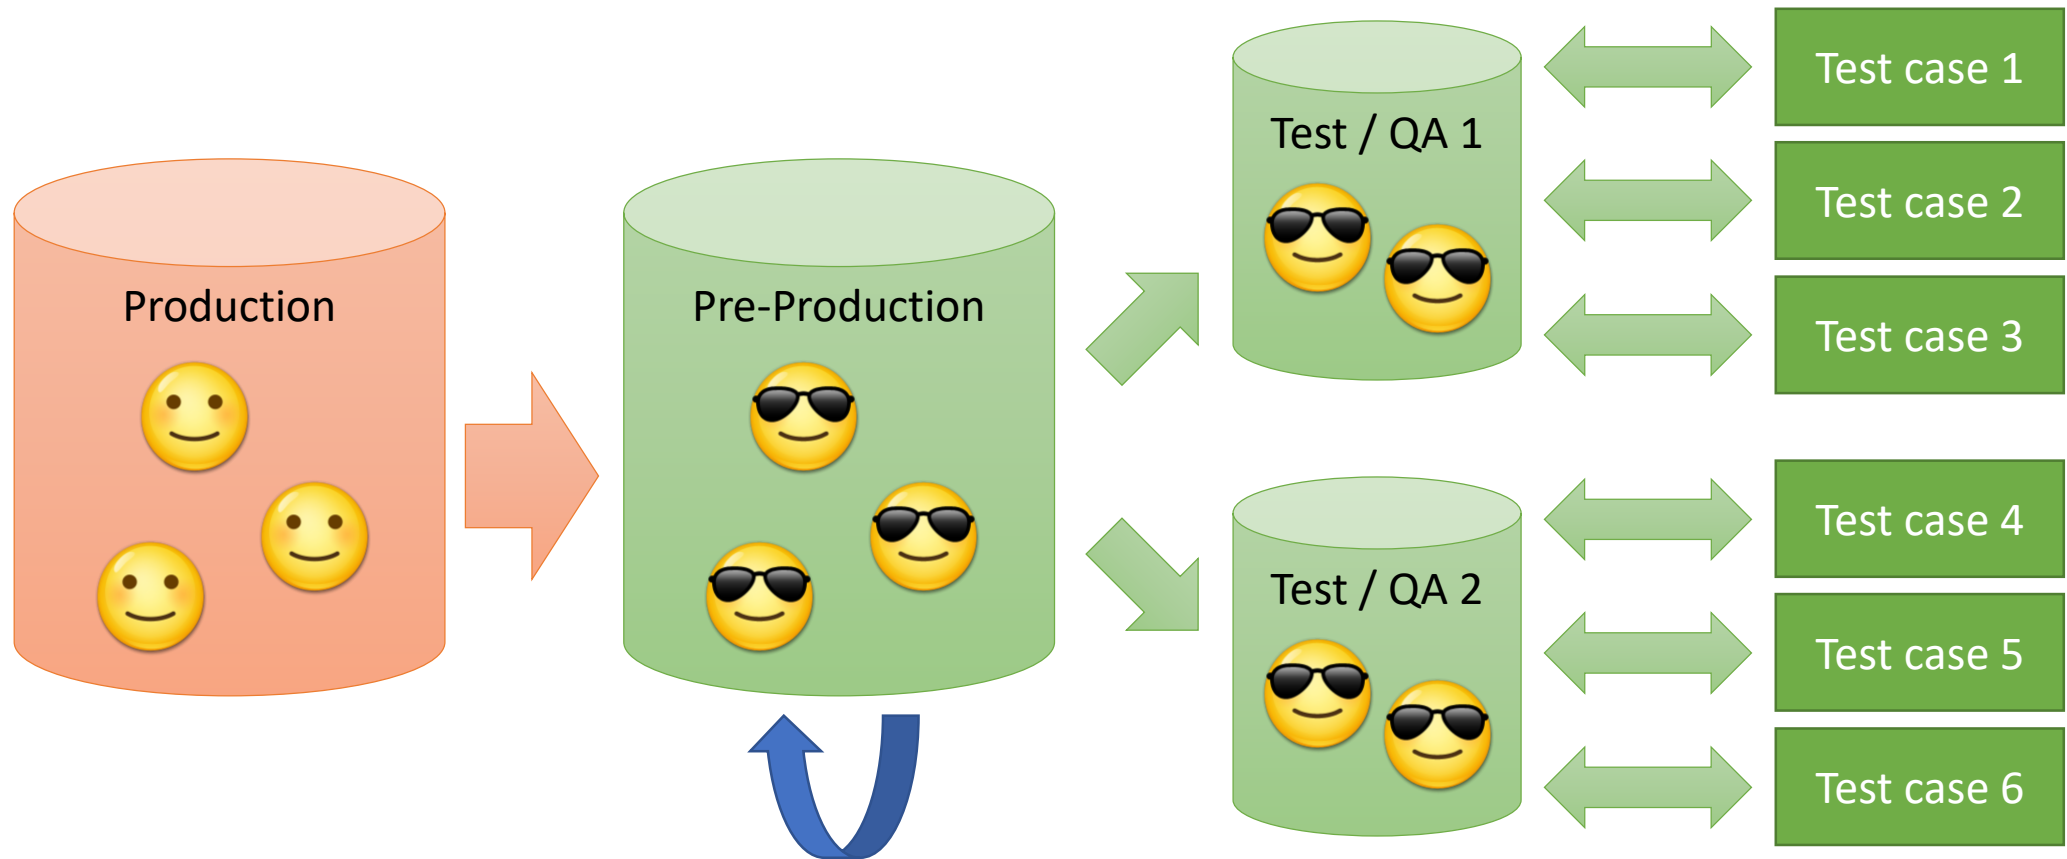 Production
Pre-Production
Test / QA 1
Test case 1
Test case 2
Test case 3
Test / QA 2
Test case 4
Test case 5
Test case 6